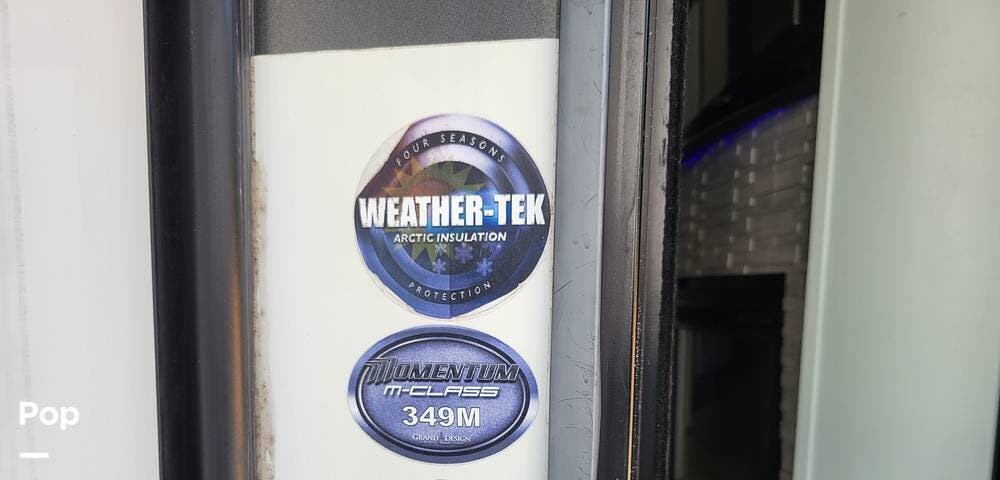 FOUR SEASONS
WEATHER-TEK
ARCTIC INSULATION
PROTECTION
MOMENTUM
M-CLASS
349M
GRAND DESIGN
Pop